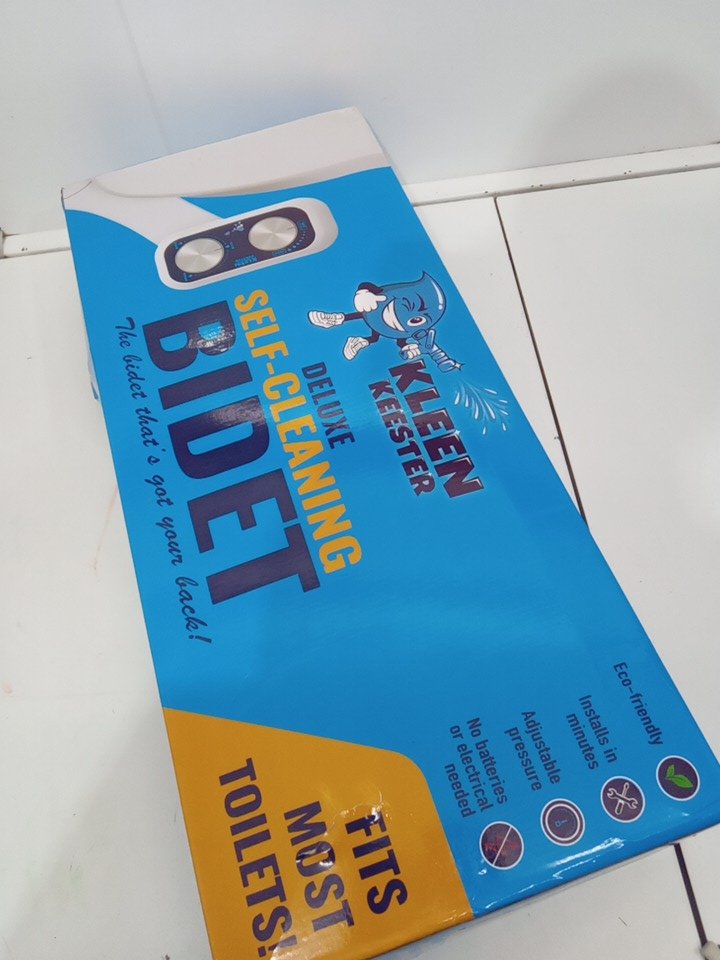 KLEEN
KEESTER
DELUXE
SELF-CLEANING
BIDET
The bidet that's got your back!
Eco-friendly
Installs in
minutes
Adjustable
pressure
No batteries
or electrical
needed
FITS
MOST
TOILETS!